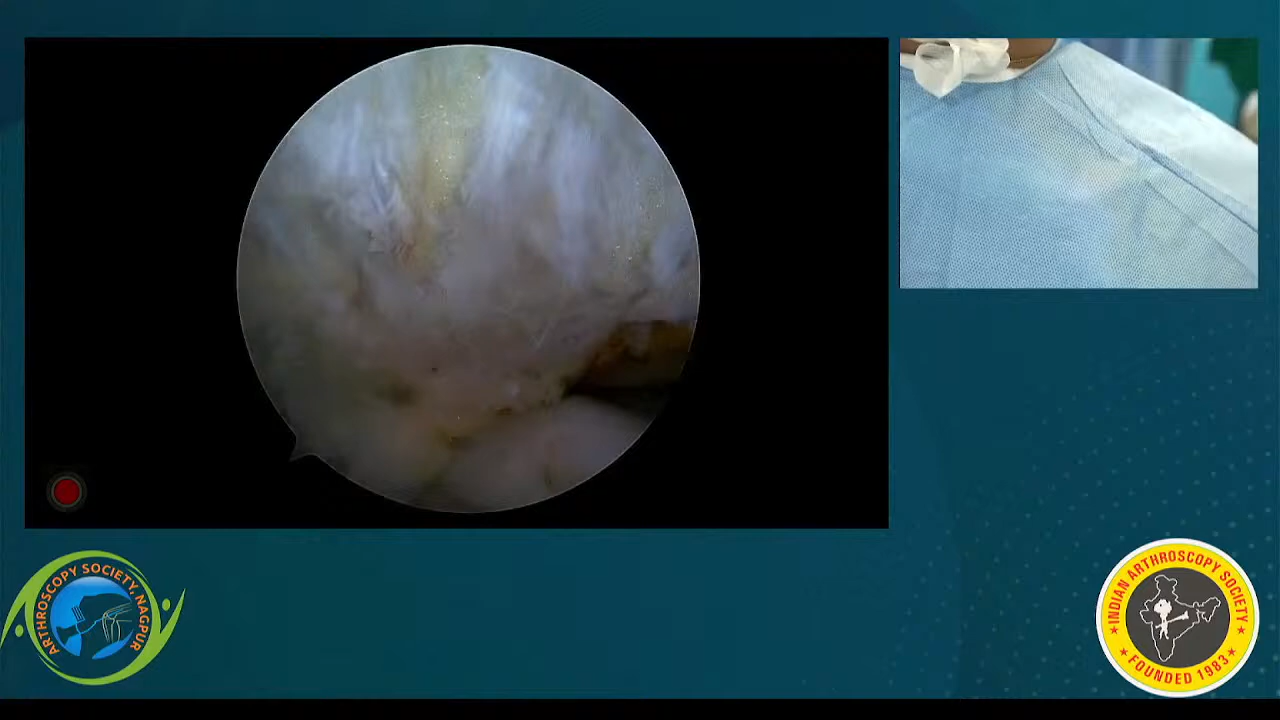 ARTHROSCOPY SOCIETY, NAGPUR
INDIAN ARTHROSCOPY SOCIETY
★ FOUNDED 1983 ★